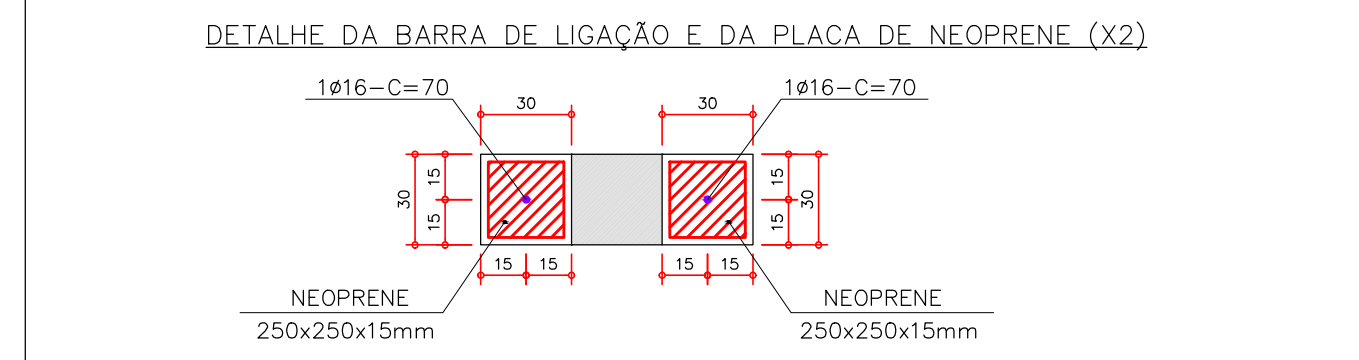 DETALHE DA BARRA DE LIGAÇÃO E DA PLACA DE NEOPRENE (X2)
1ø16-C=70
1ø16-C=70
30
30
30
15
15
15
15
30
15
15
15
15
NEOPRENE
250x250x15mm
NEOPRENE
250x250x15mm